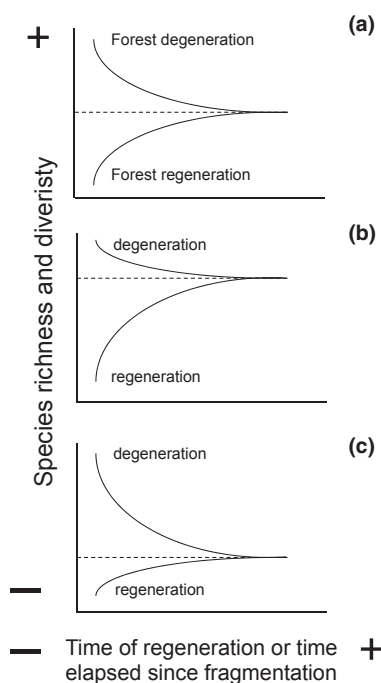 +
(a)
Forest degeneration
Forest regeneration
(b)
degeneration
regeneration
(c)
degeneration
regeneration
Species richness and diveristy
−
− Time of regeneration or time +
elapsed since fragmentation